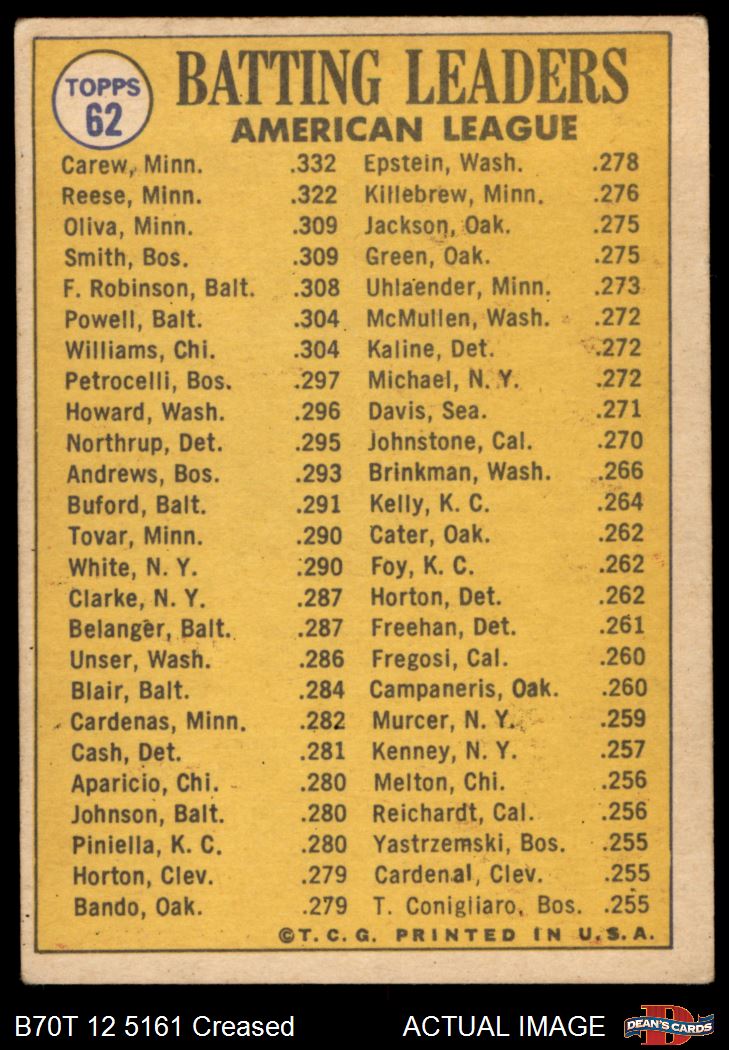 TOPPS
62
BATTING LEADERS
AMERICAN LEAGUE
Carew, Minn. .332
Reese, Minn. .322
Oliva, Minn. .309
Smith, Bos. .309
F. Robinson, Balt. .308
Powell, Balt. .304
Williams, Chi. .304
Petrocelli, Bos. .297
Howard, Wash. .296
Northrup, Det. .295
Andrews, Bos. .293
Buford, Balt. .291
Tovar, Minn. .290
White, N. Y. .290
Clarke, N. Y. .287
Belanger, Balt. .287
Unser, Wash. .286
Blair, Balt. .284
Cardenas, Minn. .282
Cash, Det. .281
Aparicio, Chi. .280
Johnson, Balt. .280
Piniella, K. C. .280
Horton, Clev. .279
Bando, Oak. .279
Epstein, Wash. .278
Killebrew, Minn. .276
Jackson, Oak. .275
Green, Oak. .275
Uhlaender, Minn. .273
McMullen, Wash. .272
Kaline, Det. .272
Michael, N. Y. .272
Davis, Sea. .271
Johnstone, Cal. .270
Brinkman, Wash. .266
Kelly, K. C. .264
Cater, Oak. .262
Foy, K. C. .262
Horton, Det. .262
Freehan, Det. .261
Fregosi, Cal. .260
Campaneris, Oak. .260
Murcer, N. Y. .259
Kenney, N. Y. .257
Melton, Chi. .256
Reichardt, Cal. .256
Yastrzemski, Bos. .255
Cardenal, Clev. .255
T. Conigliaro, Bos. .255
©T. C. G. PRINTED IN U.S.A.
B70T 12 5161 Creased ACTUAL IMAGE
DEAN'S CARDS